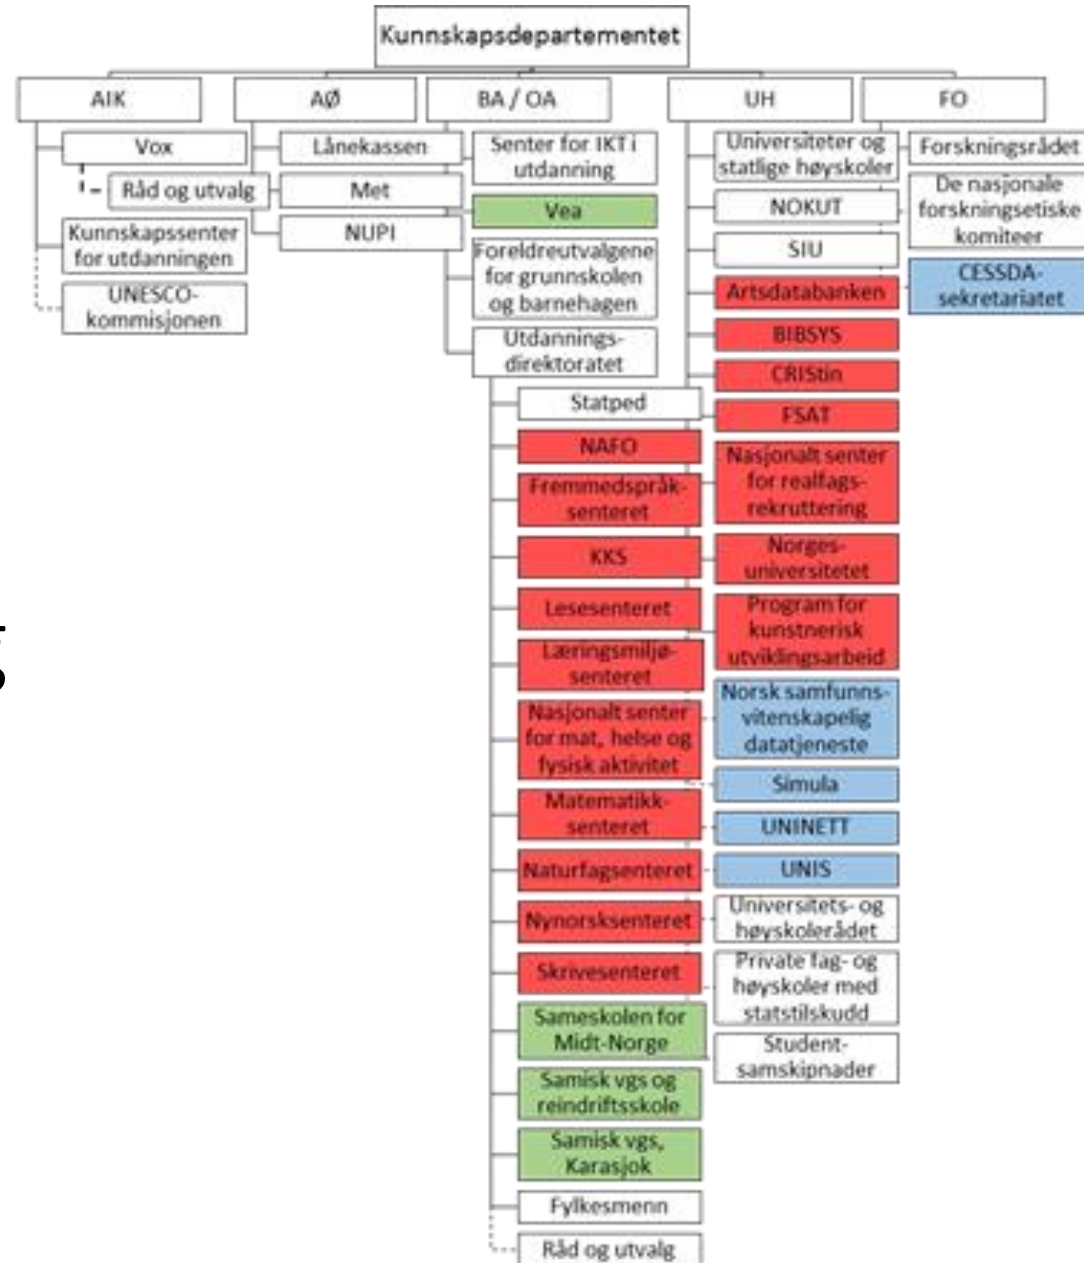 Kunnskapsdepartementet
AIK
Vox
Råd og utvalg
Kunnskapssenter
for utdanningen
UNESCO-
kommisjonen
AØ
Lånekassen
Met
NUPI
BA / OA
Senter for IKT i
utdanning
Vea
Foreldreutvalgene
for grunnskolen
og barnehagen
Utdannings-
direktoratet
Statped
NAFO
Fremmedspråk-
senteret
KKS
Lesesenteret
Læringsmiljø-
senteret
Nasjonalt senter
for mat, helse og
fysisk aktivitet
Matematikk-
senteret
Naturfagsenteret
Nynorsksenteret
Skrivesenteret
Sameskolen for
Midt-Norge
Samisk vgs og
reindriftsskole
Samisk vgs,
Karasjok
Fylkesmenn
Råd og utvalg
UH
Universiteter og
statlige høyskoler
NOKUT
SIU
Artsdatabanken
BIBSYS
CRIStin
FSAT
Nasjonalt senter
for realfags-
rekruttering
Norges-
universitetet
Program for
kunstnerisk
utviklingsarbeid
Norsk samfunns-
vitenskapelig
datatjeneste
Simula
UNINETT
UNIS
Universitets- og
høyskolerådet
Private fag- og
høyskoler med
statstilskudd
Student-
samskipnader
FO
Forskningsrådet
De nasjonale
forskningsetiske
komiteer
CESSDA-
sekretariatet